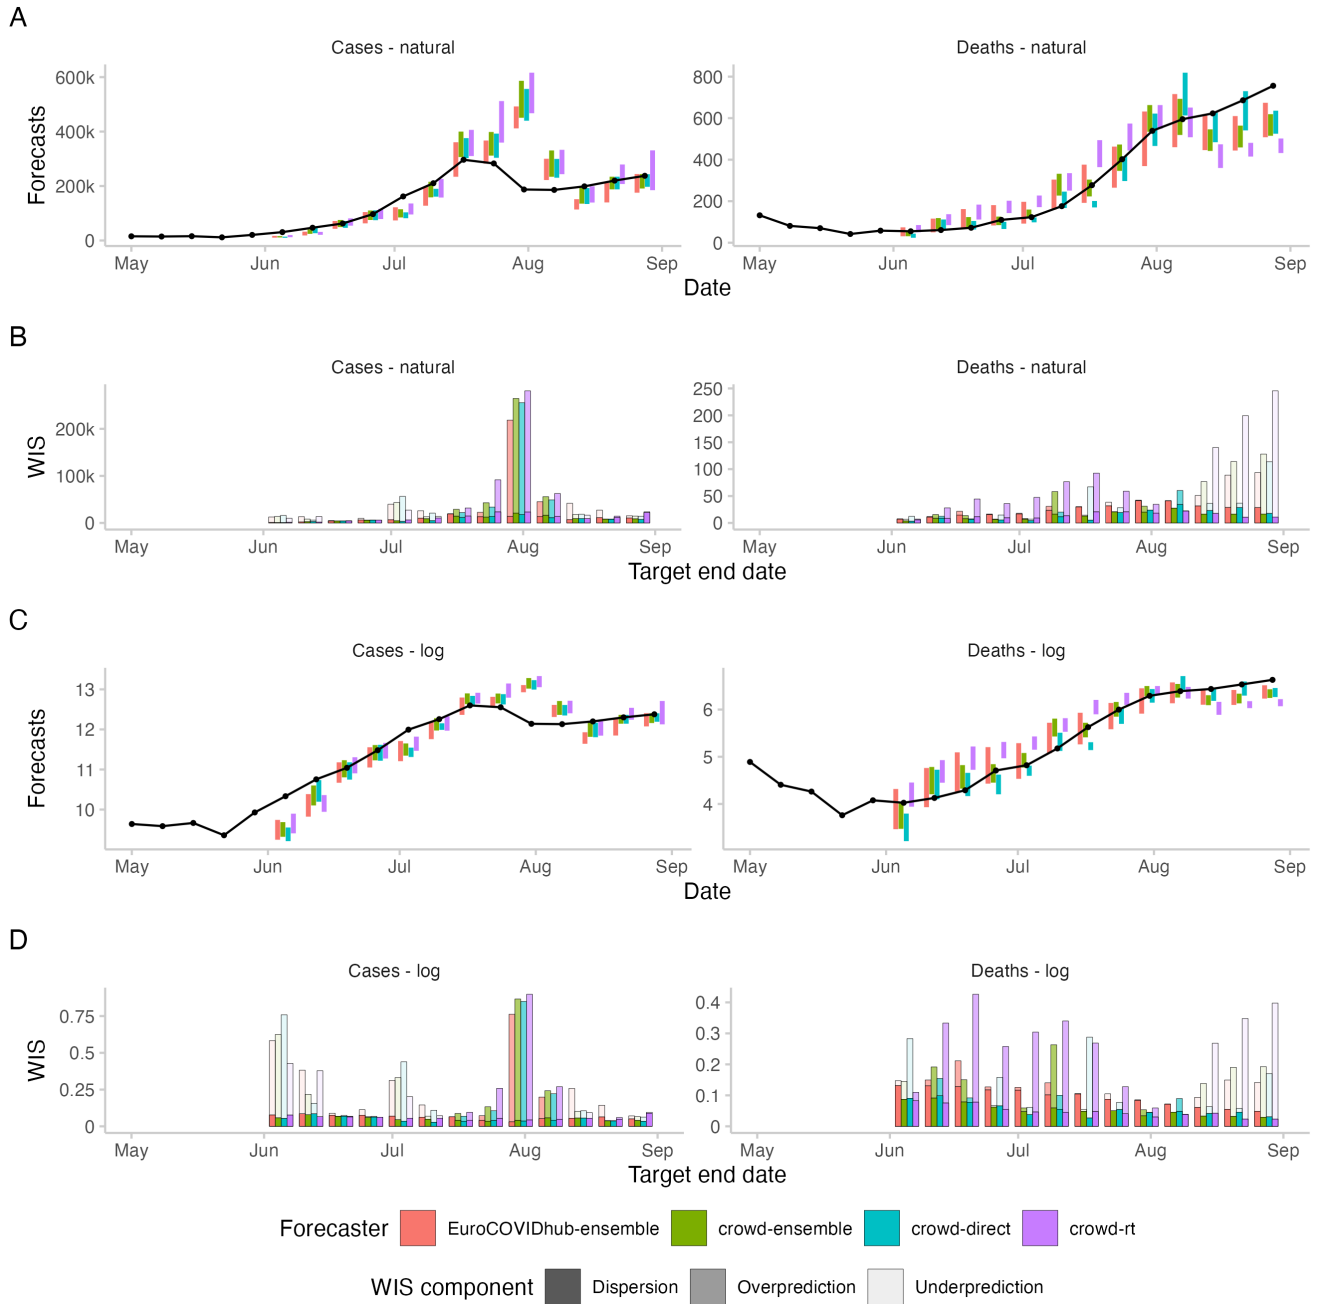 A
Cases - natural
Deaths - natural
Forecasts
600k
400k
200k
0
800
600
400
200
0
May Jun Jul Aug Sep
May Jun Jul Aug Sep
Date
B
Cases - natural
Deaths - natural
WIS
200k
100k
0
250
200
150
100
50
0
May Jun Jul Aug Sep
May Jun Jul Aug Sep
Target end date
C
Cases - log
Deaths - log
Forecasts
13
12
11
10
6
5
4
May Jun Jul Aug Sep
May Jun Jul Aug Sep
Date
D
Cases - log
Deaths - log
WIS
0.75
0.5
0.25
0
0.4
0.3
0.2
0.1
0
May Jun Jul Aug Sep
May Jun Jul Aug Sep
Target end date
Forecaster EuroCOVIDhub-ensemble crowd-ensemble crowd-direct crowd-rt
WIS component Dispersion Overprediction Underprediction